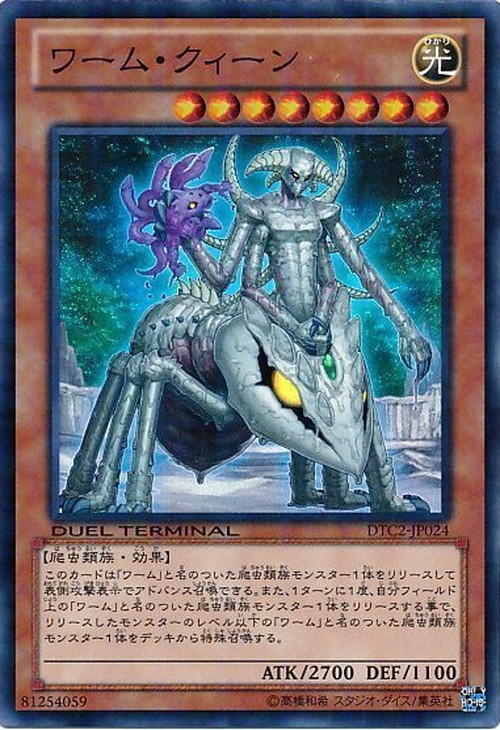 ワーム・クィーン
光
DUEL TERMINAL
DTC2-JP024
【爬虫類族・効果】
このカードは「ワーム」と名のついた爬虫類族モンスター1体をリリースして
表側攻撃表示でアドバンス召喚できる。また、1ターンに1度、自分フィールド
上の「ワーム」と名のついた爬虫類族モンスター1体をリリースする事で、
リリースしたモンスターのレベル以下の「ワーム」と名のついた爬虫類族
モンスター1体をデッキから特殊召喚する。
ATK/2700 DEF/1100
81254059
©高橋和希 スタジオ・ダイス/集英社